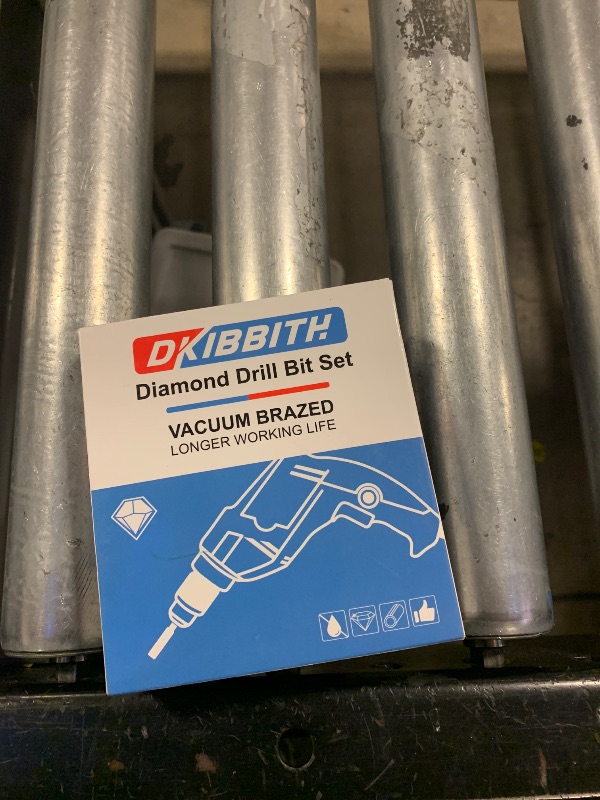 DKIBBITH
Diamond Drill Bit Set
VACUUM BRAZED
LONGER WORKING LIFE